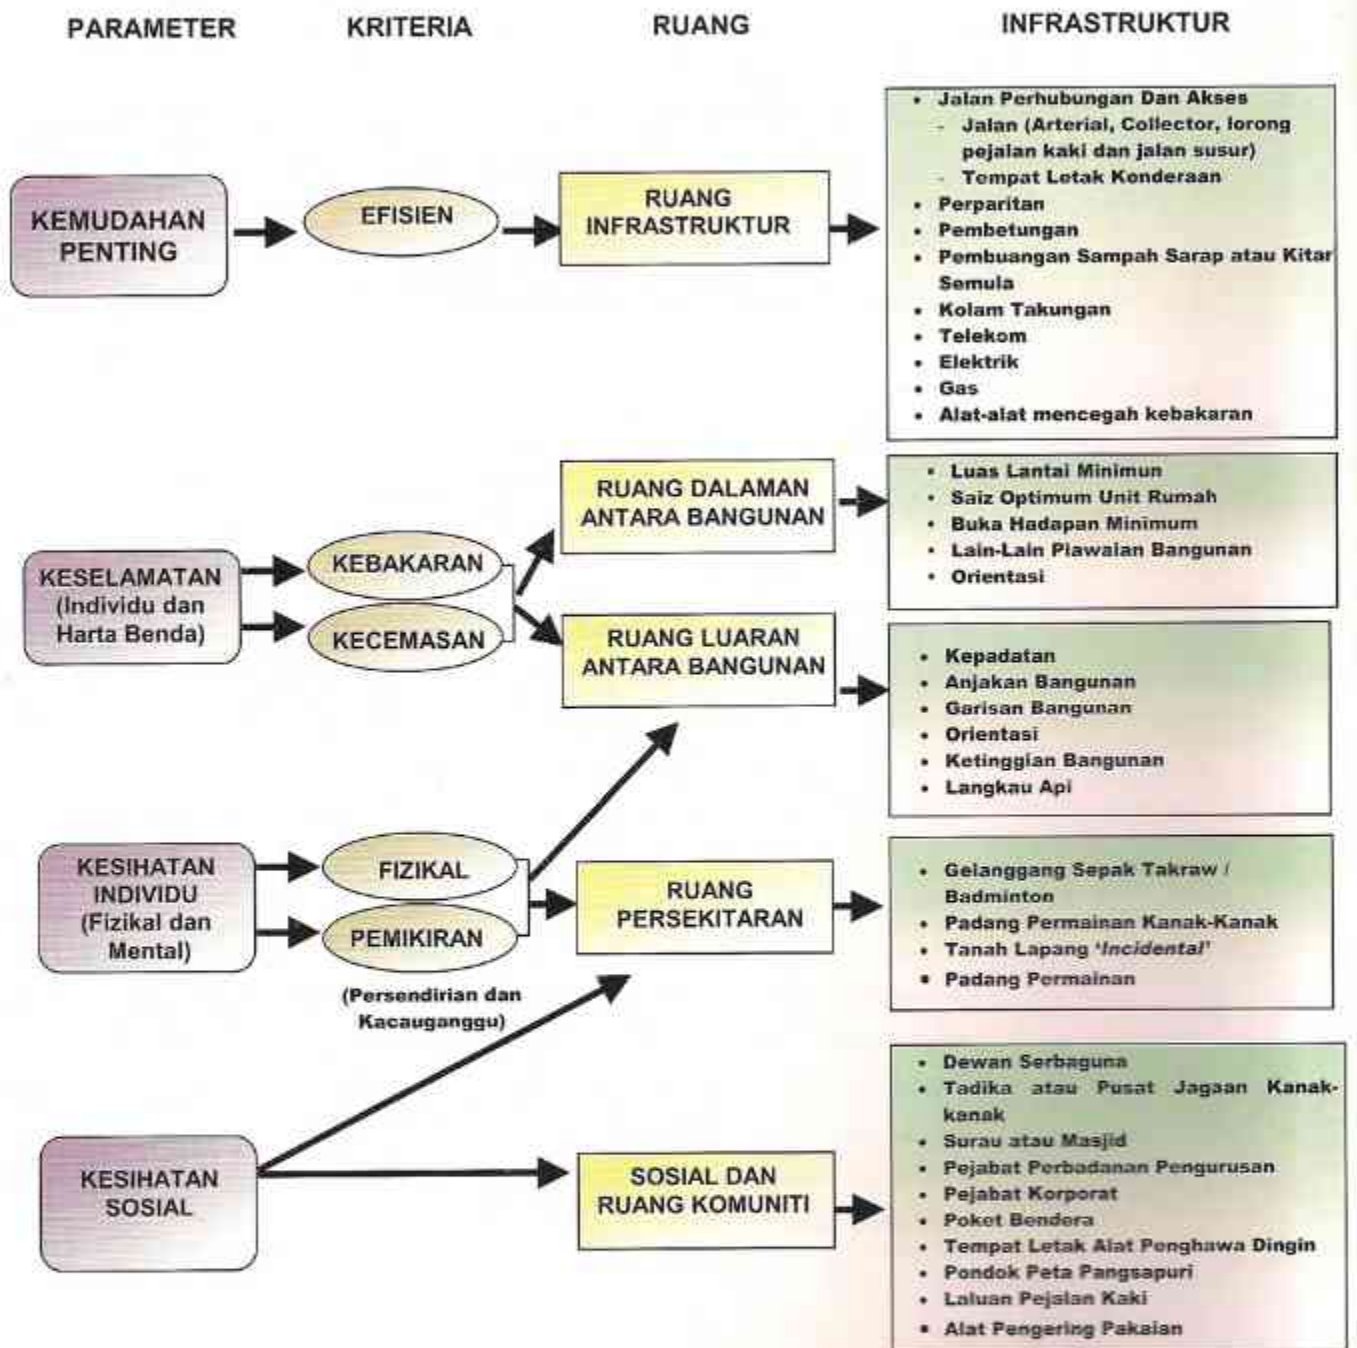 PARAMETER
KRITERIA
RUANG
INFRASTRUKTUR
KEMUDAHAN
PENTING
EFISIEN
RUANG
INFRASTRUKTUR
• Jalan Perhubungan Dan Akses
- Jalan (Arterial, Collector, lorong
pejalan kaki dan jalan susur)
- Tempat Letak Kenderaan
• Perparitan
• Pembetungan
• Pembuangan Sampah Sarap atau Kitar
Semula
• Kolam Takungan
• Telekom
• Elektrik
• Gas
• Alat-alat mencegah kebakaran
KESELAMATAN
(Individu dan
Harta Benda)
KEBAKARAN
KECEMASAN
RUANG DALAMAN
ANTARA BANGUNAN
• Luas Lantai Minimun
• Saiz Optimum Unit Rumah
• Buka Hadapan Minimum
• Lain-Lain Piawaian Bangunan
• Orientasi
RUANG LUARAN
ANTARA BANGUNAN
• Kepadatan
• Anjakan Bangunan
• Garisan Bangunan
• Orientasi
• Ketinggian Bangunan
• Langkau Api
KESIHATAN
INDIVIDU
(Fizikal dan
Mental)
FIZIKAL
PEMIKIRAN
(Persendirian dan
Kacauganggu)
RUANG
PERSEKITARAN
• Gelanggang Sepak Takraw /
Badminton
• Padang Permainan Kanak-Kanak
• Tanah Lapang ‘Incidental’
• Padang Permainan
KESIHATAN
SOSIAL
SOSIAL DAN
RUANG KOMUNITI
• Dewan Serbaguna
• Tadika atau Pusat Jagaan Kanak-
kanak
• Surau atau Masjid
• Pejabat Perbadanan Pengurusan
• Pejabat Korporat
• Poket Bendera
• Tempat Letak Alat Penghawa Dingin
• Pondok Peta Pangsapuri
• Laluan Pejalan Kaki
• Alat Pengering Pakaian